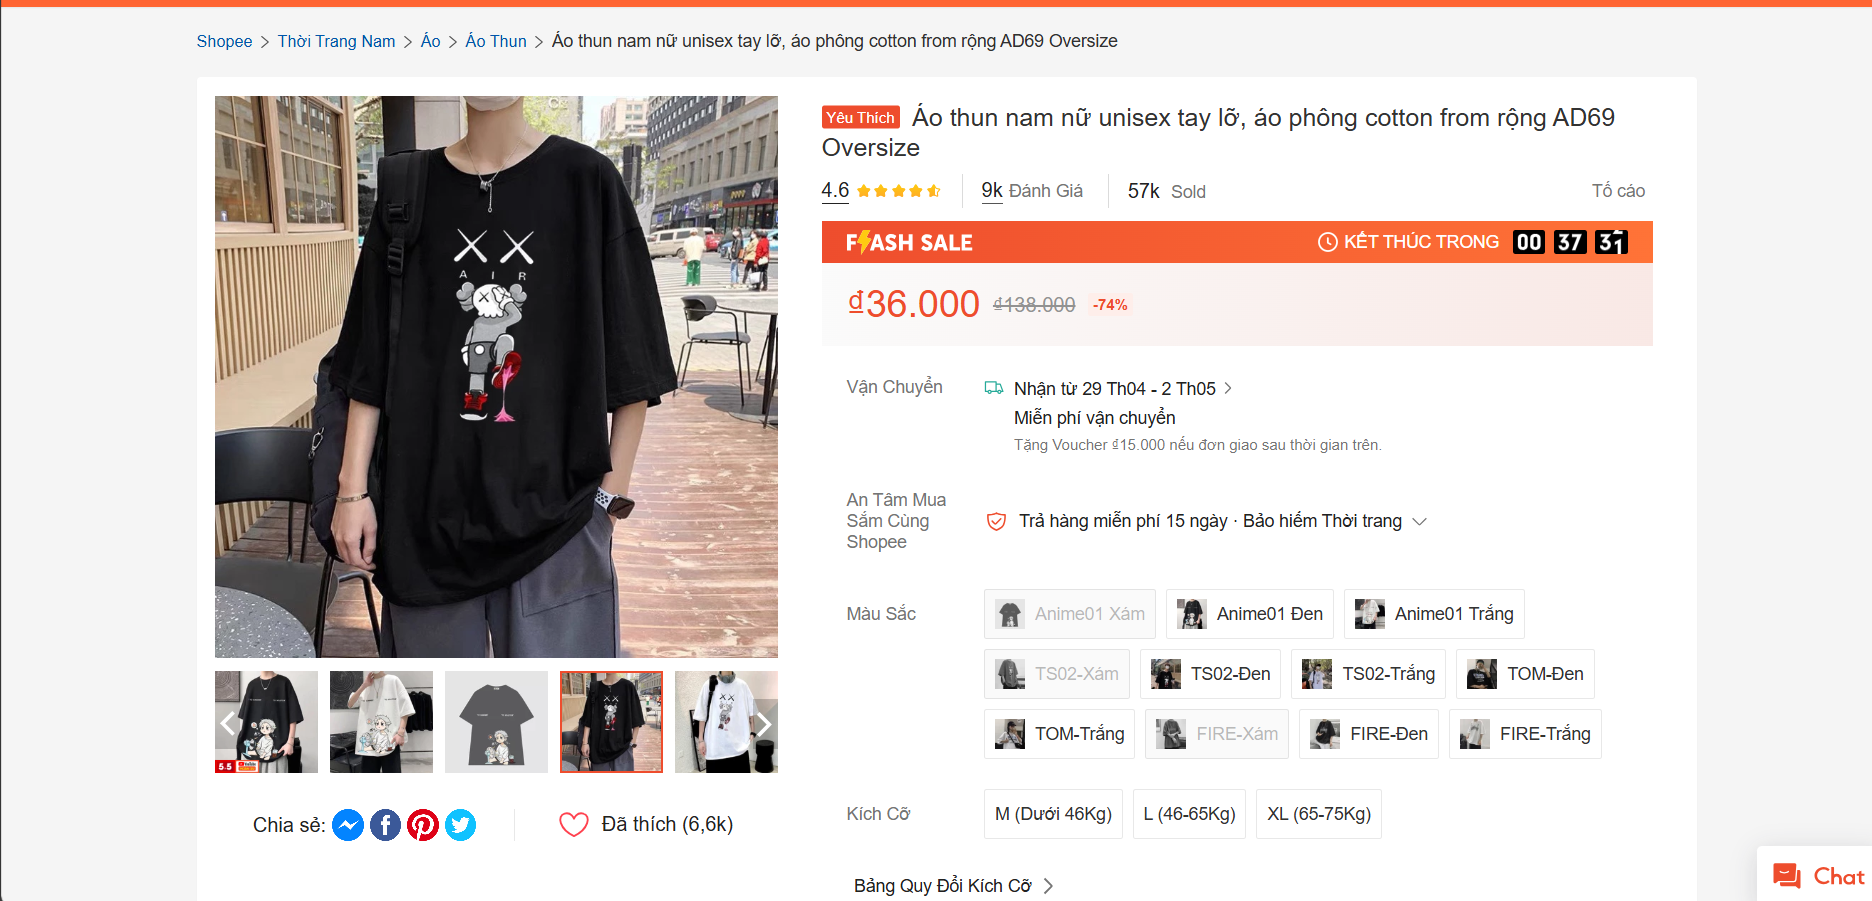 Shopee > Thời Trang Nam > Áo > Áo Thun > Áo thun nam nữ unisex tay lỡ, áo phông cotton from rộng AD69 Oversize
Yêu Thích Áo thun nam nữ unisex tay lỡ, áo phông cotton from rộng AD69
Oversize
4.6 9k Đánh Giá 57k Sold Tố cáo
FLASH SALE KẾT THÚC TRONG 00 37 31
₫36.000 ₫138.000 -74%
Vận Chuyển Nhận từ 29 Th04 - 2 Th05
Miễn phí vận chuyển
Tặng Voucher ₫15.000 nếu đơn giao sau thời gian trên.
An Tâm Mua
Sắm Cùng
Shopee
Trả hàng miễn phí 15 ngày · Bảo hiểm Thời trang
Màu Sắc
Anime01 Xám Anime01 Đen Anime01 Trắng
TS02-Xám TS02-Đen TS02-Trắng TOM-Đen
TOM-Trắng FIRE-Xám FIRE-Đen FIRE-Trắng
Kích Cỡ M (Dưới 46Kg) L (46-65Kg) XL (65-75Kg)
Bảng Quy Đổi Kích Cỡ
AIR
5.5
Chia sẻ: Đã thích (6,6k)
Chat